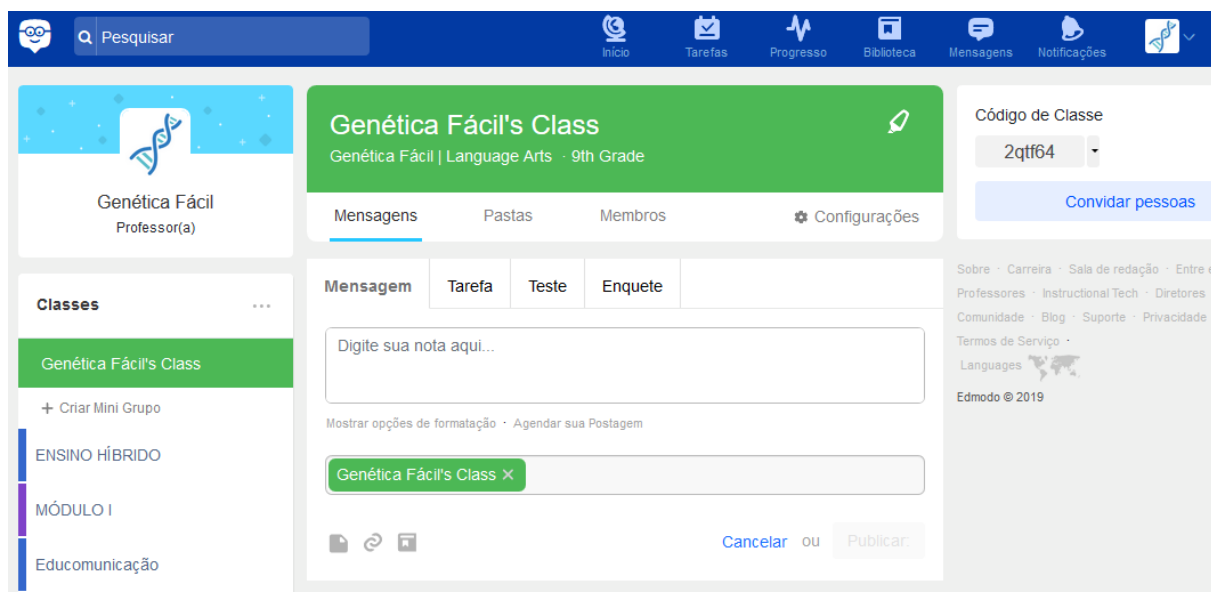 Pesquisar
Início
Tarefas
Progresso
Biblioteca
Mensagens
Notificações
Genética Fácil
Professor(a)
Classes
...
Genética Fácil's Class
+ Criar Mini Grupo
ENSINO HÍBRIDO
MÓDULO I
Educomunicação
Genética Fácil's Class
Genética Fácil | Language Arts · 9th Grade
Mensagens
Pastas
Membros
Configurações
Mensagem
Tarefa
Teste
Enquete
Digite sua nota aqui...
Mostrar opções de formatação · Agendar sua Postagem
Genética Fácil's Class ×
Cancelar ou Publicar:
Código de Classe
2qtf64
Convidar pessoas
Sobre · Carreira · Sala de redação · Entre
Professores · Instructional Tech · Diretores
Comunidade · Blog · Suporte · Privacidade
Termos de Serviço ·
Languages
Edmodo © 2019